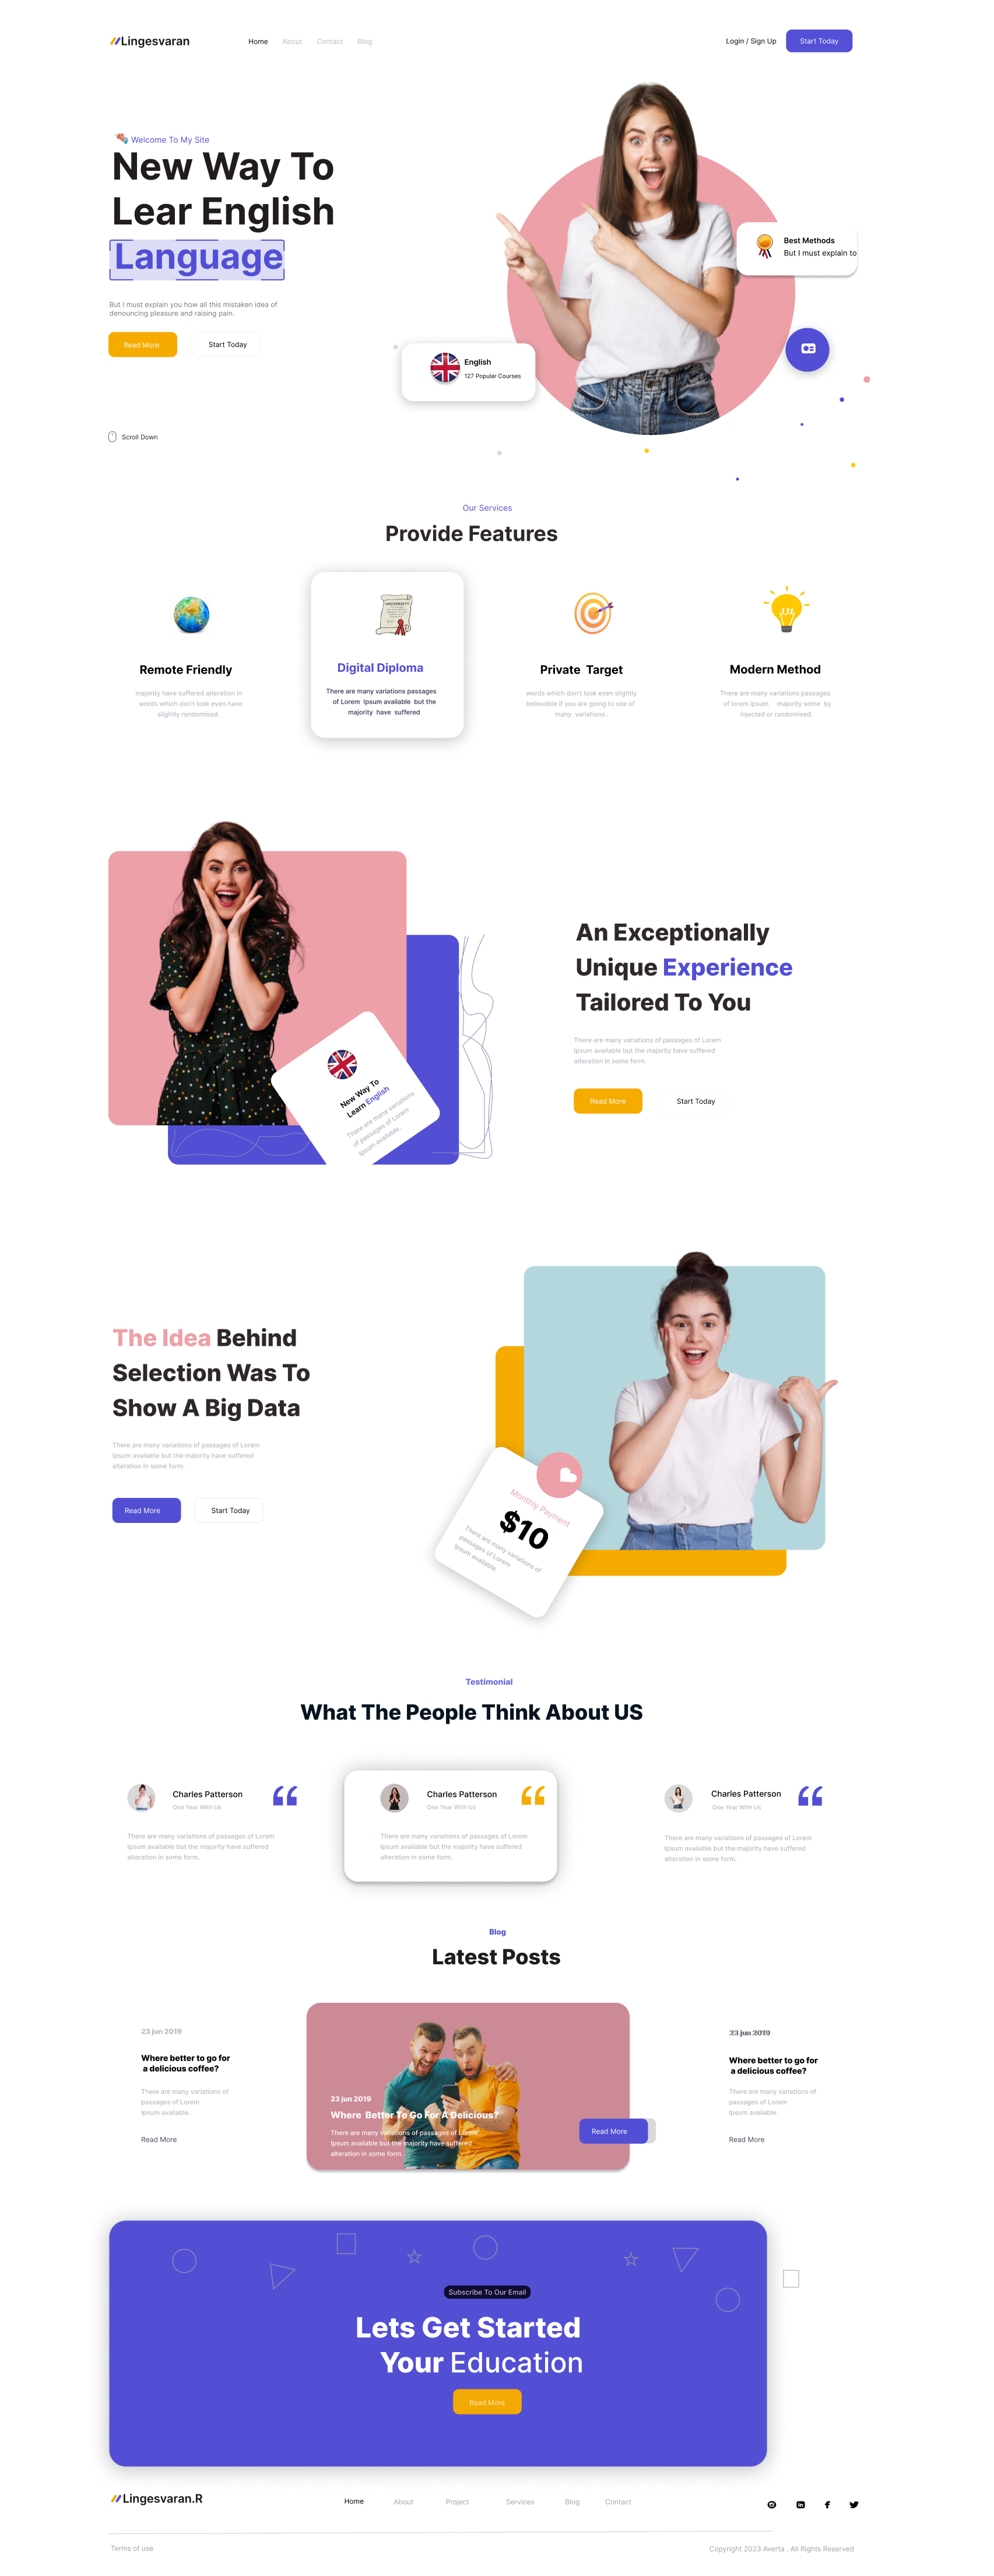 Lingesvaran
Home About Contact Blog
Login / Sign Up
Start Today
Welcome To My Site
New Way To
Lear English
Language
But I must explain you how all this mistaken idea of
denouncing pleasure and raising pain.
Read More
Start Today
Scroll Down
Best Methods
But I must explain to
English
127 Popular Courses
Our Services
Provide Features
Remote Friendly
majority have suffered alteration in
words which don't look even have
slightly randomised.
UNIVERSITY
Digital Diploma
There are many variations passages
of Lorem Ipsum available but the
majority have suffered
Private Target
words which don't look even slightly
believable if you are going to use of
many variations .
Modern Method
There are many variations passages
of lorem ipsum majority some by
injected or randomised.
New Way To
Learn English
There are many variations
of passages of Lorem
Ipsum available.
An Exceptionally
Unique Experience
Tailored To You
There are many variations of passages of Lorem
Ipsum available but the majority have suffered
alteration in some form.
Read More
Start Today
The Idea Behind
Selection Was To
Show A Big Data
There are many variations of passages of Lorem
Ipsum available but the majority have suffered
alteration in some form.
Read More
Start Today
Monthly Payment
$10
There are many variations of
passages of Lorem
Ipsum available.
Testimonial
What The People Think About US
Charles Patterson
One Year With Us
There are many variations of passages of Lorem
Ipsum available but the majority have suffered
alteration in some form.
Charles Patterson
One Year With Us
There are many variations of passages of Lorem
Ipsum available but the majority have suffered
alteration in some form.
Charles Patterson
One Year With Us
There are many variations of passages of Lorem
Ipsum available but the majority have suffered
alteration in some form.
Blog
Latest Posts
23 jun 2019
Where better to go for
a delicious coffee?
There are many variations of
passages of Lorem
Ipsum available.
Read More
23 jun 2019
Where Better To Go For A Delicious?
There are many variations of passages of Lorem
Ipsum available but the majority have suffered
alteration in some form.
Read More
23 jun 2019
Where better to go for
a delicious coffee?
There are many variations of
passages of Lorem
Ipsum available.
Read More
Subscribe To Our Email
Lets Get Started
Your Education
Read More
Lingesvaran.R
Home About Project Services Blog Contact
Terms of use
Copyright 2023 Averta . All Rights Reserved